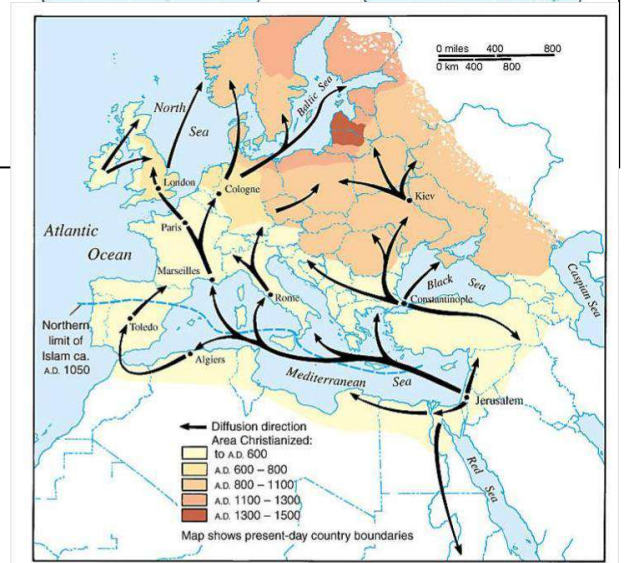 0 miles 400 800
0 km 400 800
Baltic Sea
North
Sea
London
Cologne
Kiev
Paris
Atlantic
Ocean
Marseilles
Black Sea
Caspian Sea
Rome
Constantinople
Northern
limit of
Islam ca.
A.D. 1050
Toledo
Algiers
Mediterranean Sea
Jerusalem
Red Sea
Diffusion direction
Area Christianized:
to A.D. 600
A.D. 600 – 800
A.D. 800 – 1100
A.D. 1100 – 1300
A.D. 1300 – 1500
Map shows present-day country boundaries